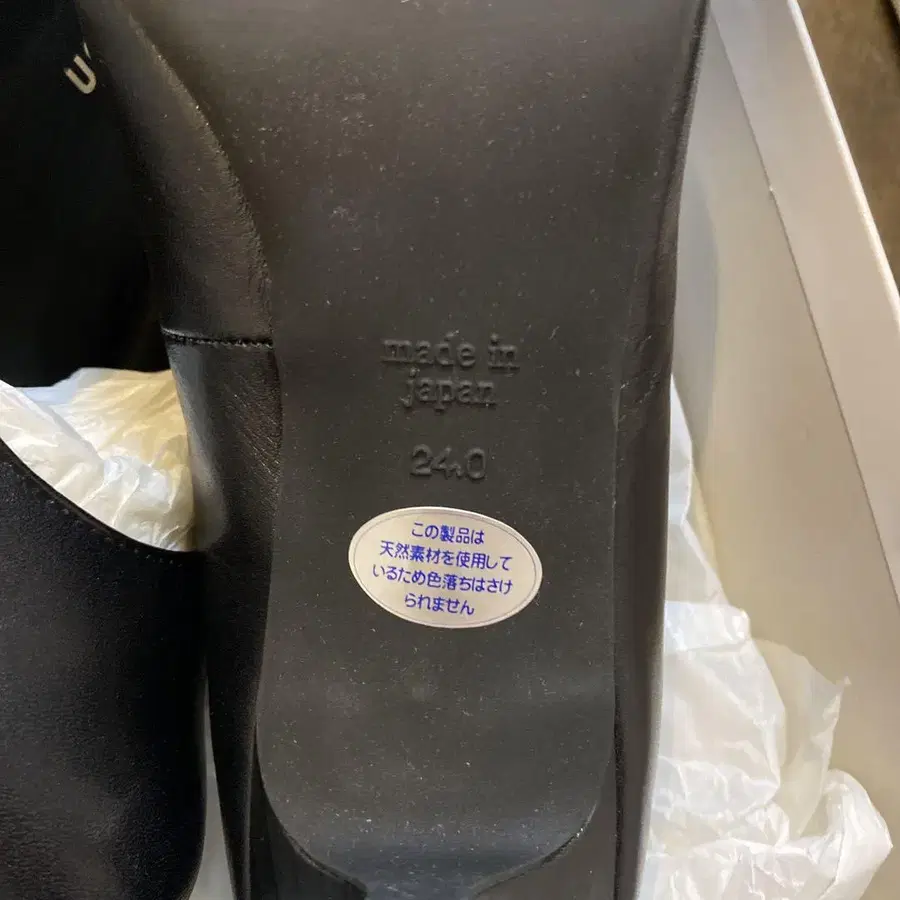 made in
japan
24.0
この製品は
天然素材を使用して
いるため色落ちはさけ
られません